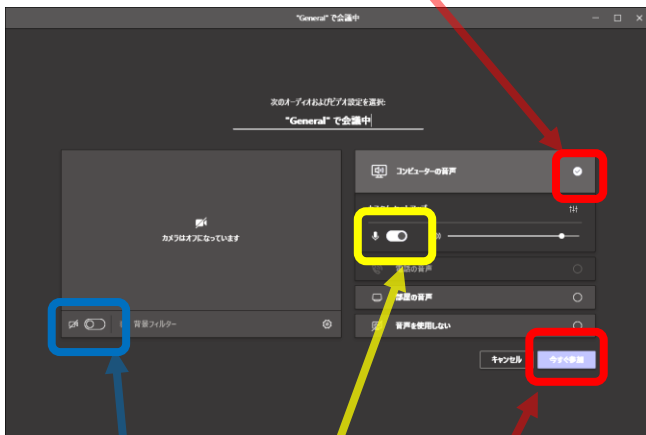 "General" で会議中
次のオーディオおよびビデオ設定を選択:
"General" で会議中
コンピューターの音声
カメラはオフになっています
の音声
部屋の音声
背景フィルター
音声を使用しない
キャンセル
今すぐ参加